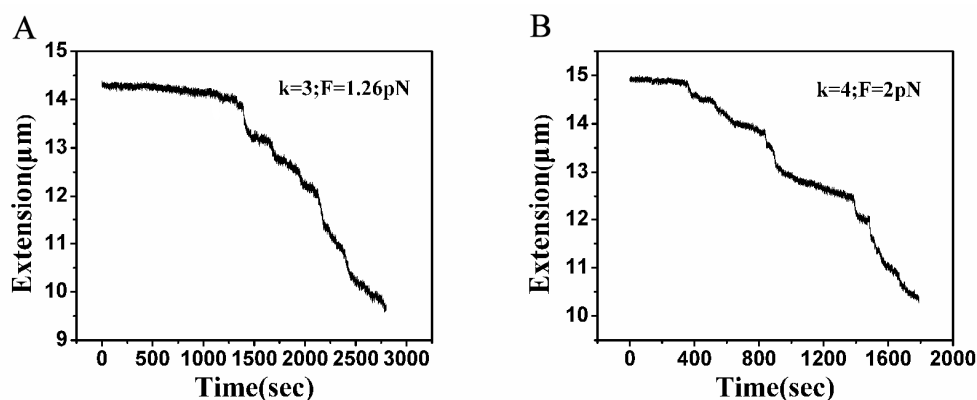 A
15
14
13
12
11
10
9
Extension(μm)
k=3;F=1.26pN
0 500 1000 1500 2000 2500 3000
Time(sec)
B
15
14
13
12
11
10
Extension(μm)
k=4;F=2pN
0 400 800 1200 1600 2000
Time(sec)